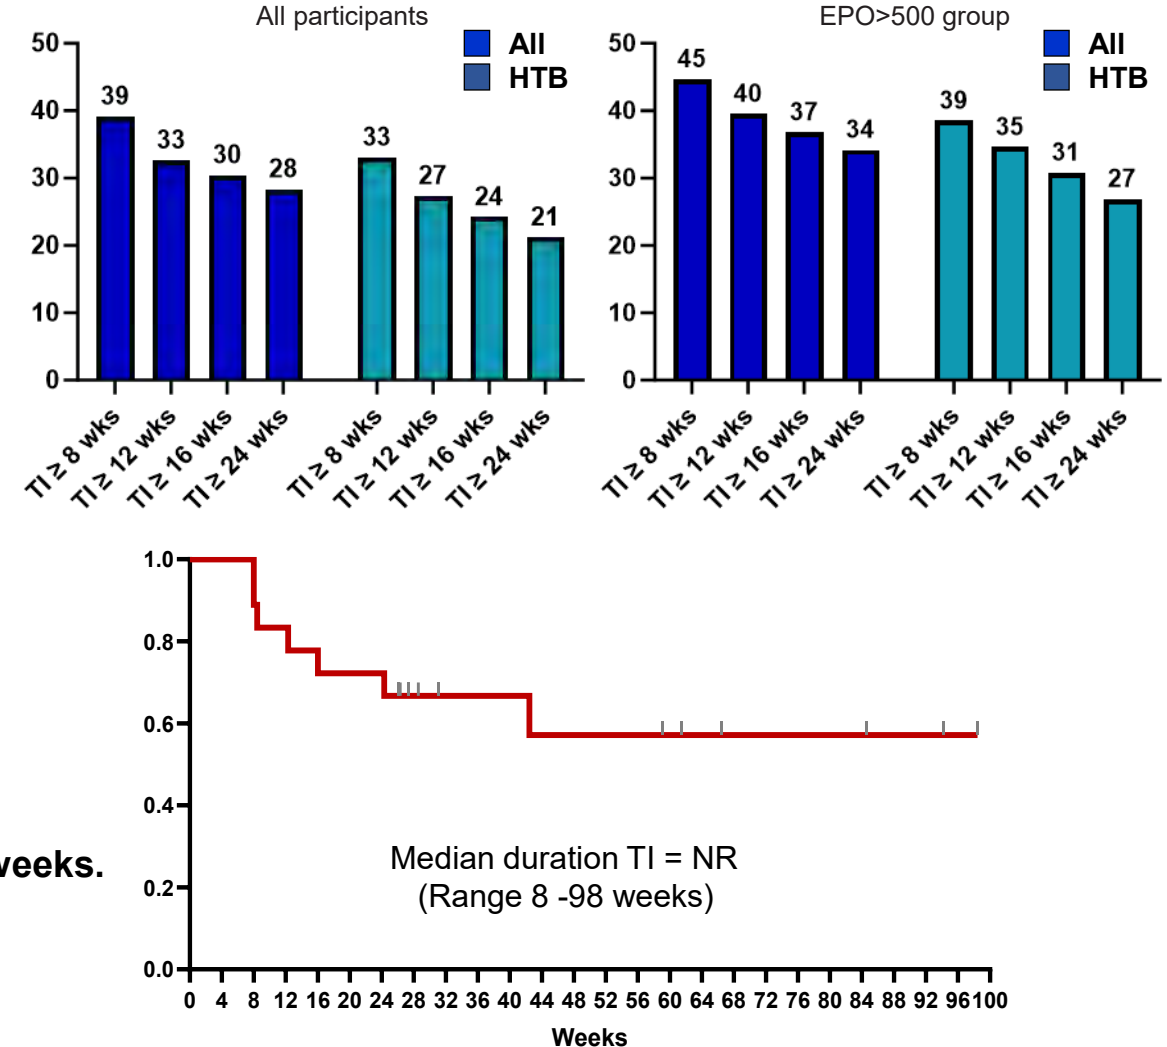 All participants
All
HTB
50
40
30
20
10
0
39
33
30
28
33
27
24
21
TI ≥ 8 wks
TI ≥ 12 wks
TI ≥ 16 wks
TI ≥ 24 wks
TI ≥ 8 wks
TI ≥ 12 wks
TI ≥ 16 wks
TI ≥ 24 wks
EPO>500 group
All
HTB
50
40
30
20
10
0
45
40
37
34
39
35
31
27
TI ≥ 8 wks
TI ≥ 12 wks
TI ≥ 16 wks
TI ≥ 24 wks
TI ≥ 8 wks
TI ≥ 12 wks
TI ≥ 16 wks
TI ≥ 24 wks
weeks.
1.0
0.8
0.6
0.4
0.2
0.0
Median duration TI = NR
(Range 8 -98 weeks)
0 4 8 12 16 20 24 28 32 36 40 44 48 52 56 60 64 68 72 76 80 84 88 92 96 100
Weeks